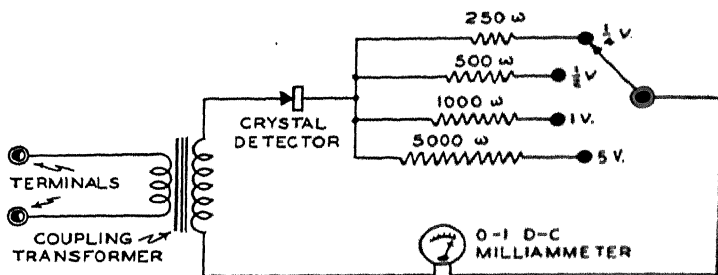 250 ω
1/4 V.
500 ω
1/2 V
1000 ω
1 V.
5000 ω
5 V.
CRYSTAL
DETECTOR
TERMINALS
COUPLING
TRANSFORMER
0-1 D-C
MILLIAMMETER